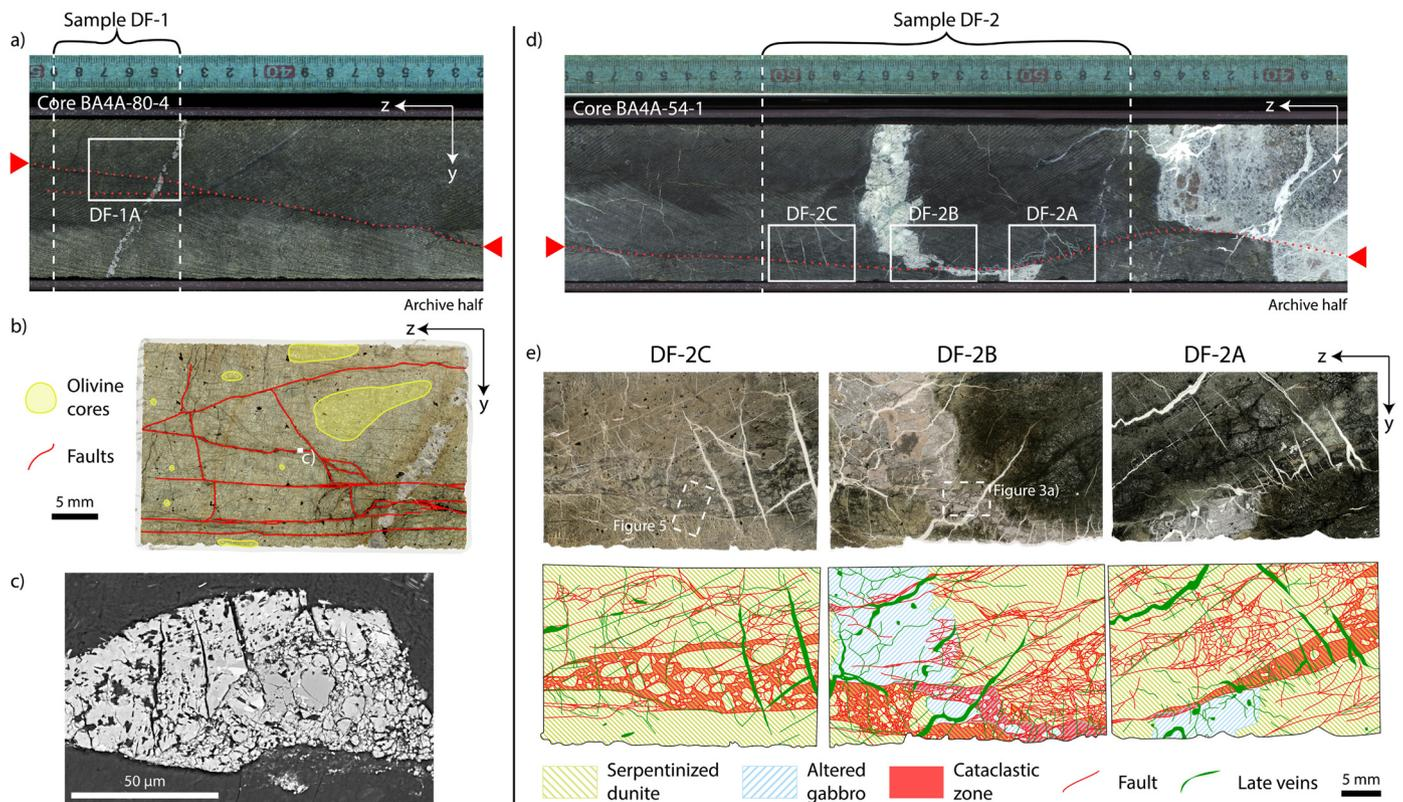 Sample DF-1
a)
Core BA4A-80-4
z
y
DF-1A
Archive half
b)
z
y
Olivine
cores
Faults
c)
5 mm
c)
50 µm
Sample DF-2
d)
Core BA4A-54-1
z
y
DF-2C
DF-2B
DF-2A
Archive half
e)
DF-2C
DF-2B
DF-2A
z
y
Figure 5
Figure 3a)
Serpentinized
dunite
Altered
gabbro
Cataclastic
zone
Fault
Late veins
5 mm